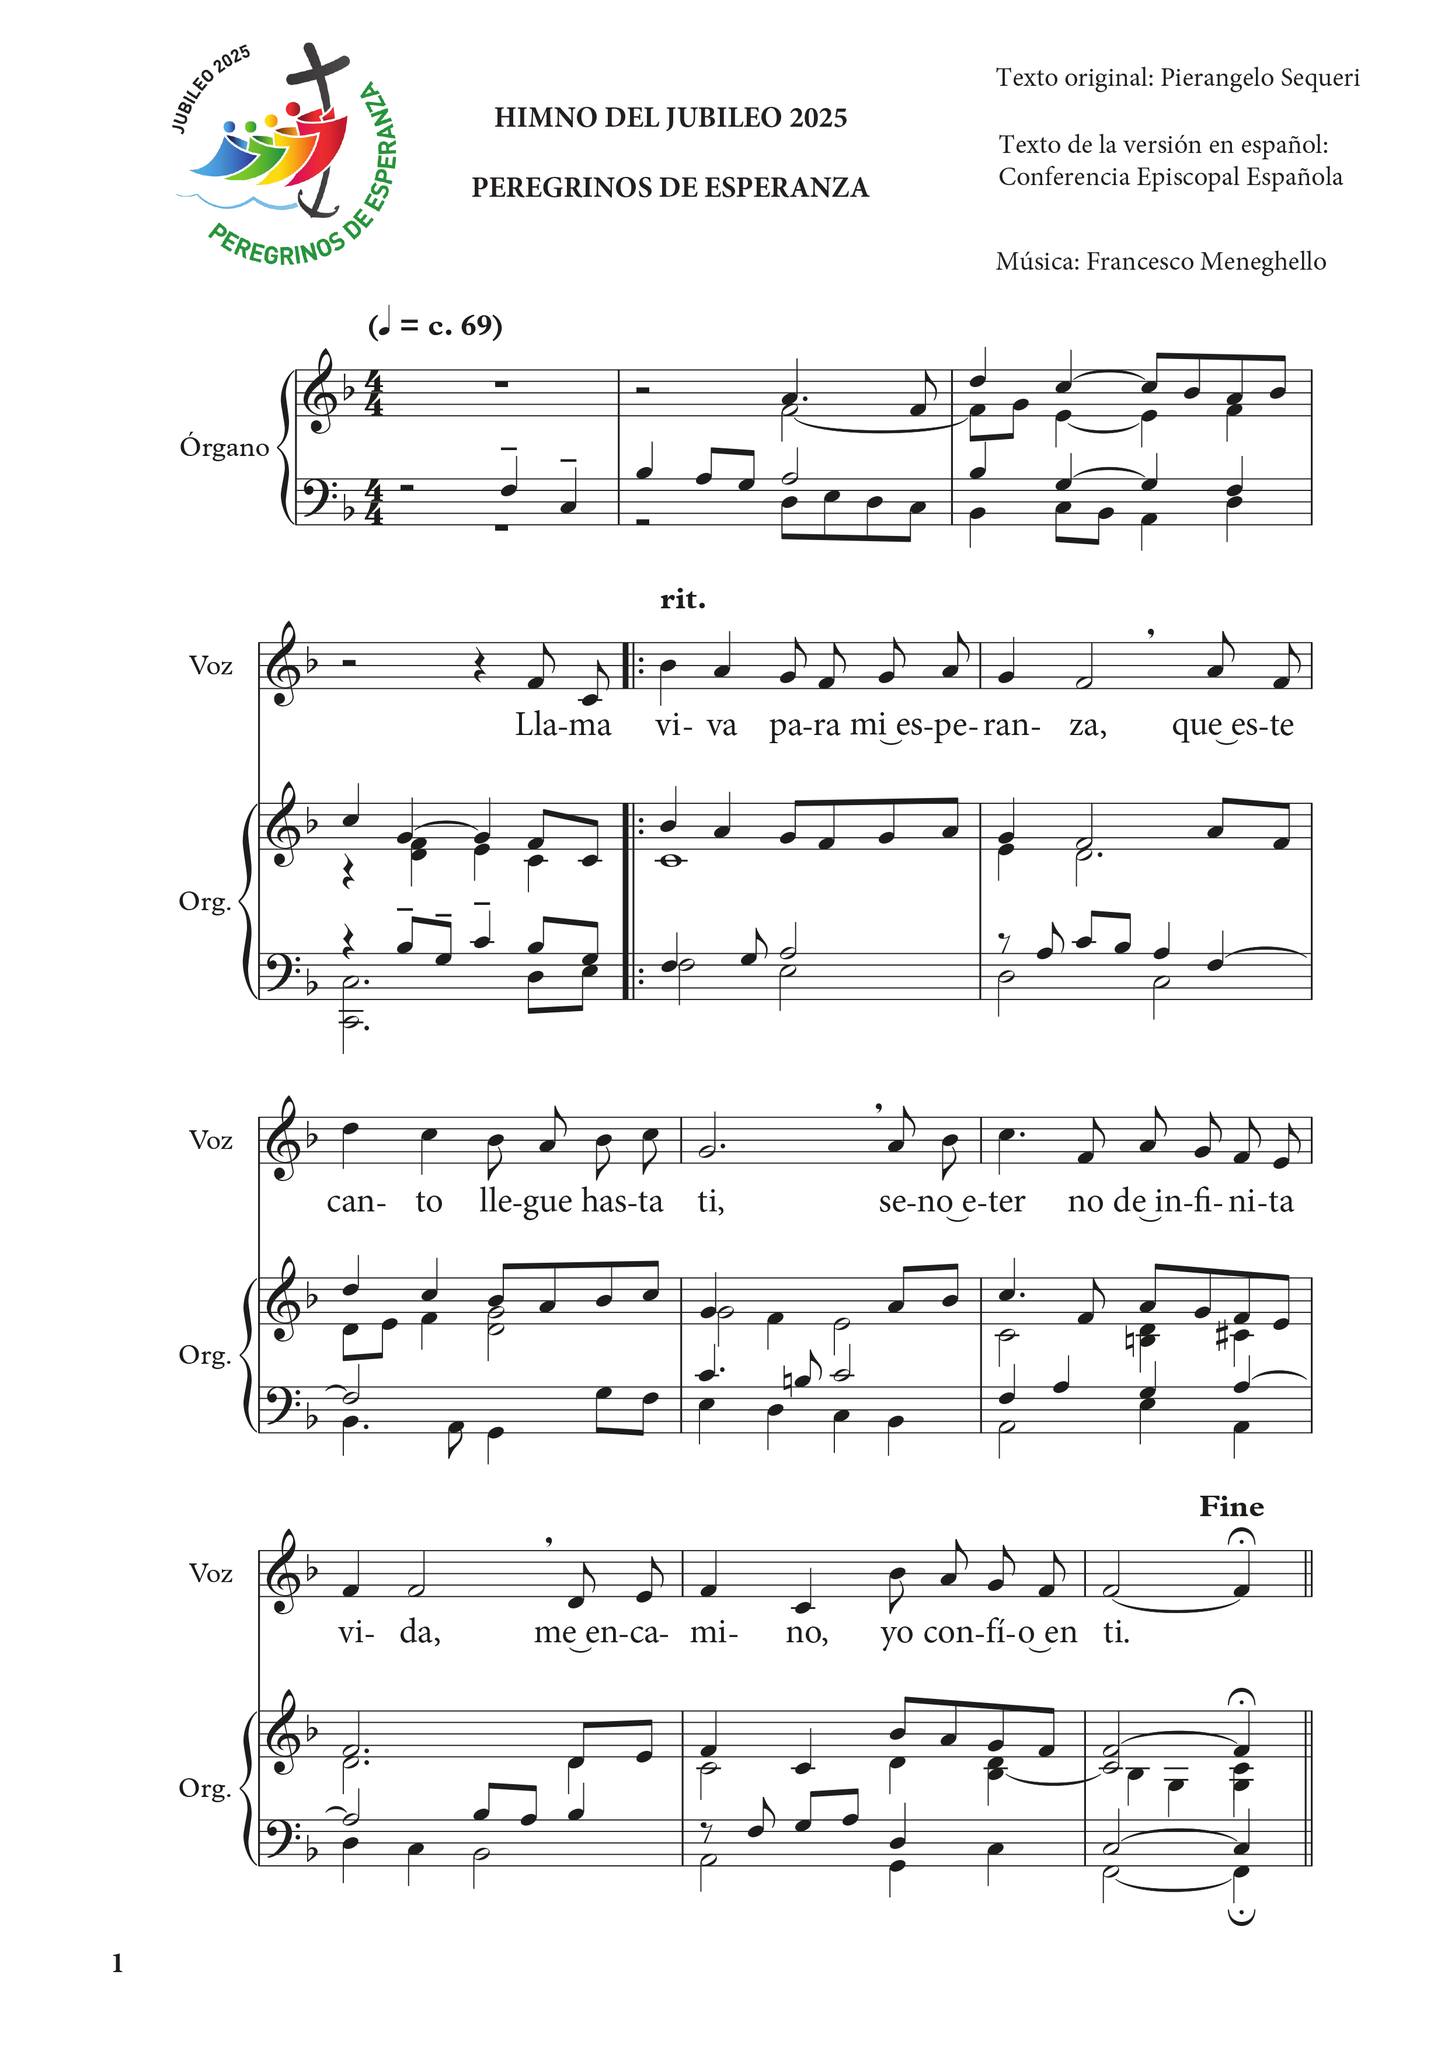 JUBILEO 2025
PEREGRINOS DE ESPERANZA
HIMNO DEL JUBILEO 2025
PEREGRINOS DE ESPERANZA
Texto original: Pierangelo Sequeri
Texto de la versión en español:
Conferencia Episcopal Española
Música: Francesco Meneghello
(♩ = c. 69)
Órgano
rit.
Voz
Lla-ma vi- va pa-ra mi es-pe-ran- za, que es-te
Org.
Voz
can- to lle-gue has-ta ti, se-no e-ter no de in-fi-ni-ta
Org.
Fine
Voz
vi- da, me en-ca- mi- no, yo con-fí-o en ti.
Org.
1